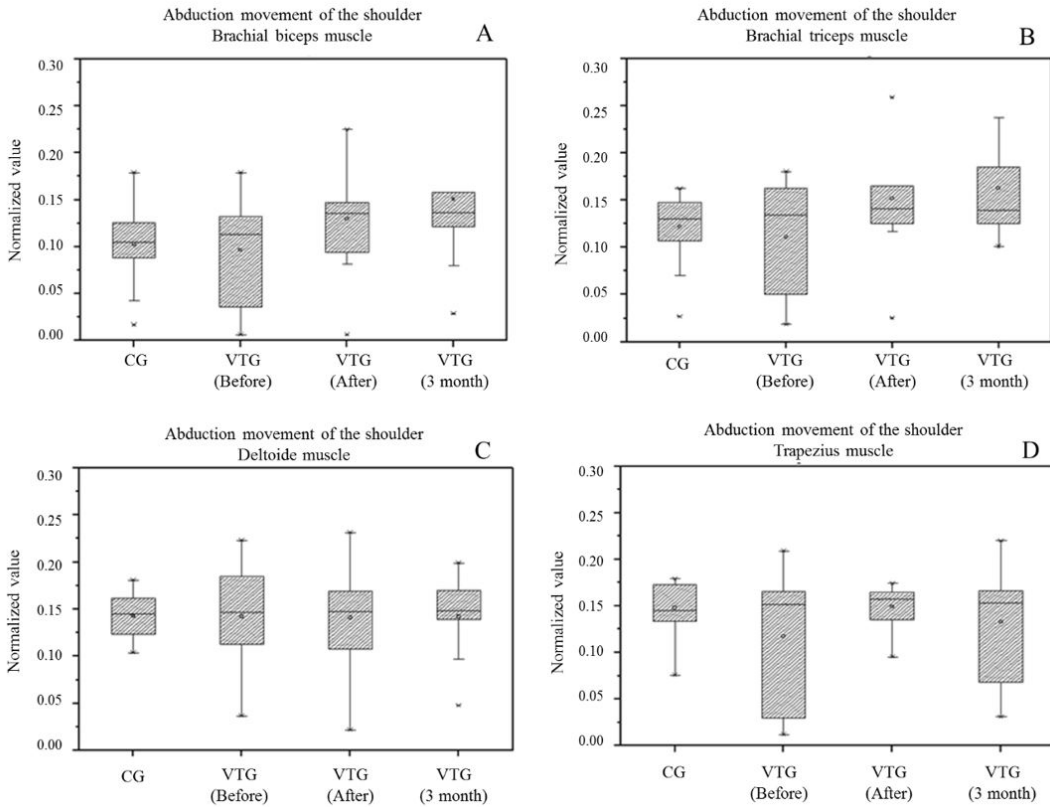 Abduction movement of the shoulder
Brachial biceps muscle
A
0.30
0.25
0.20
0.15
0.10
0.05
0.00
Normalized value
CG
VTG
(Before)
VTG
(After)
VTG
(3 month)
Abduction movement of the shoulder
Brachial triceps muscle
B
0.30
0.25
0.20
0.15
0.10
0.05
0.00
Normalized value
CG
VTG
(Before)
VTG
(After)
VTG
(3 month)
Abduction movement of the shoulder
Deltoide muscle
C
0.30
0.25
0.20
0.15
0.10
0.05
0.00
Normalized value
CG
VTG
(Before)
VTG
(After)
VTG
(3 month)
Abduction movement of the shoulder
Trapezius muscle
D
0.30
0.25
0.20
0.15
0.10
0.05
0.00
Normalized value
CG
VTG
(Before)
VTG
(After)
VTG
(3 month)